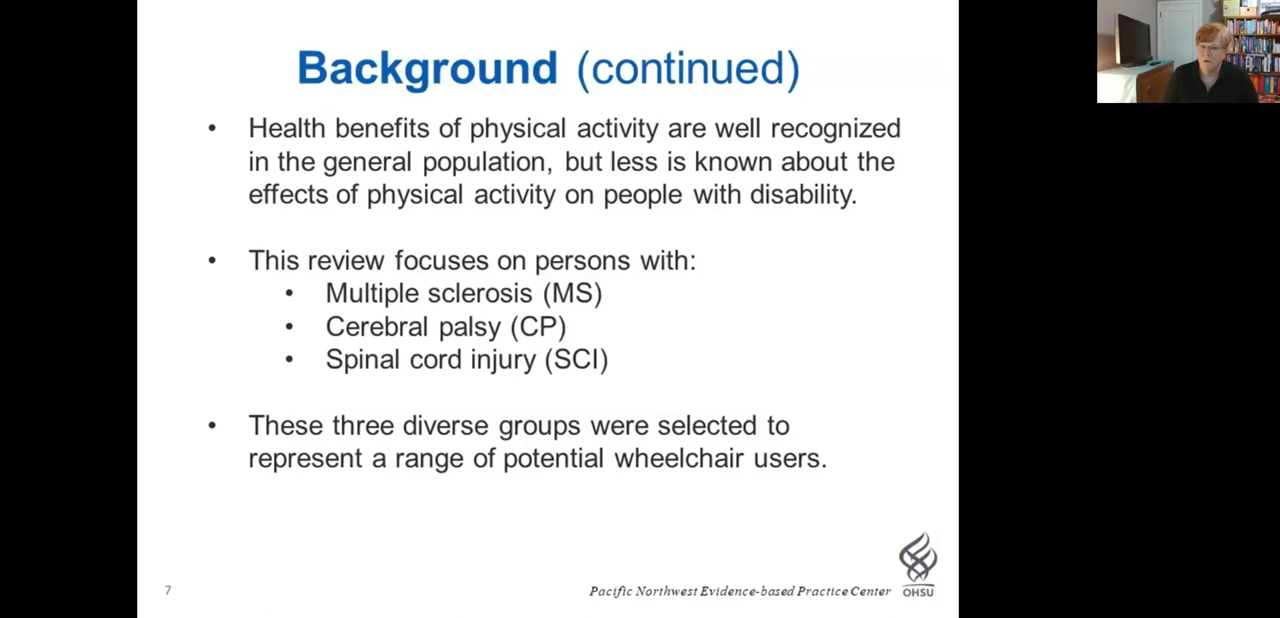 Background (continued)
• Health benefits of physical activity are well recognized
in the general population, but less is known about the
effects of physical activity on people with disability.
• This review focuses on persons with:
• Multiple sclerosis (MS)
• Cerebral palsy (CP)
• Spinal cord injury (SCI)
• These three diverse groups were selected to
represent a range of potential wheelchair users.
7
Pacific Northwest Evidence-based Practice Center
OHSU